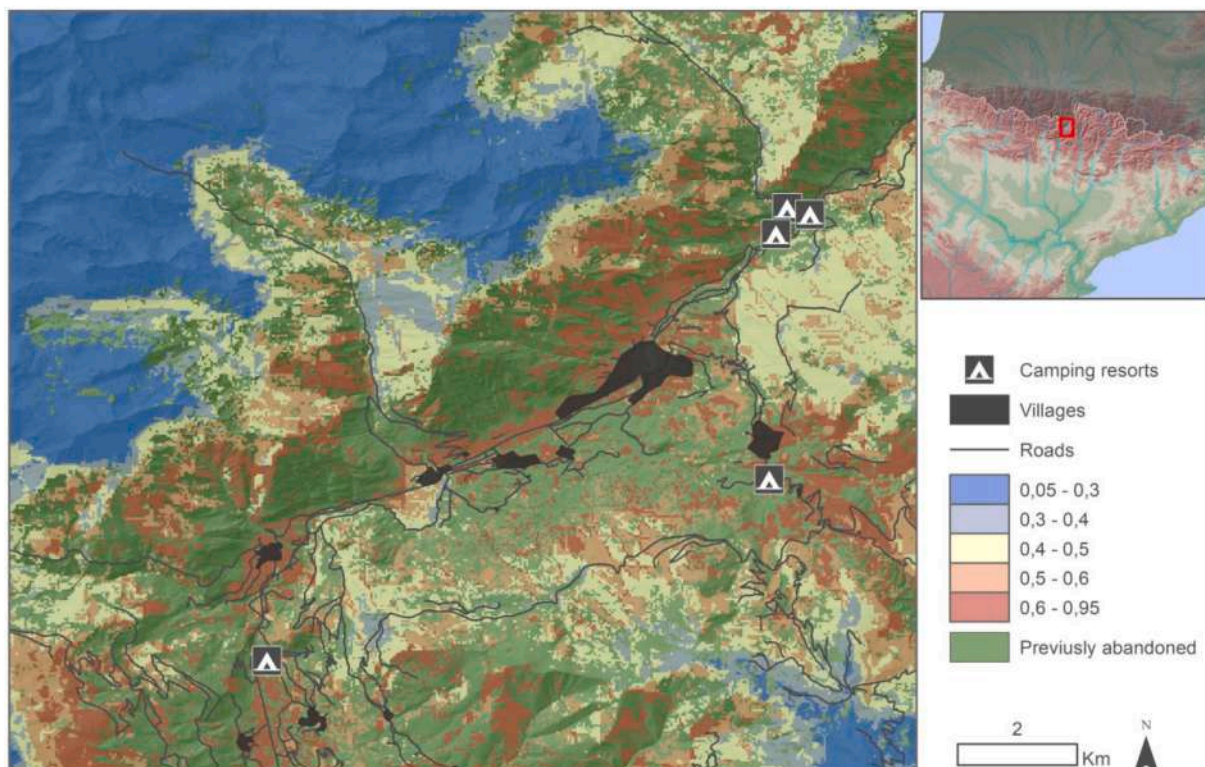 Camping resorts
Villages
Roads
0,05 - 0,3
0,3 - 0,4
0,4 - 0,5
0,5 - 0,6
0,6 - 0,95
Previusly abandoned
2
Km
N